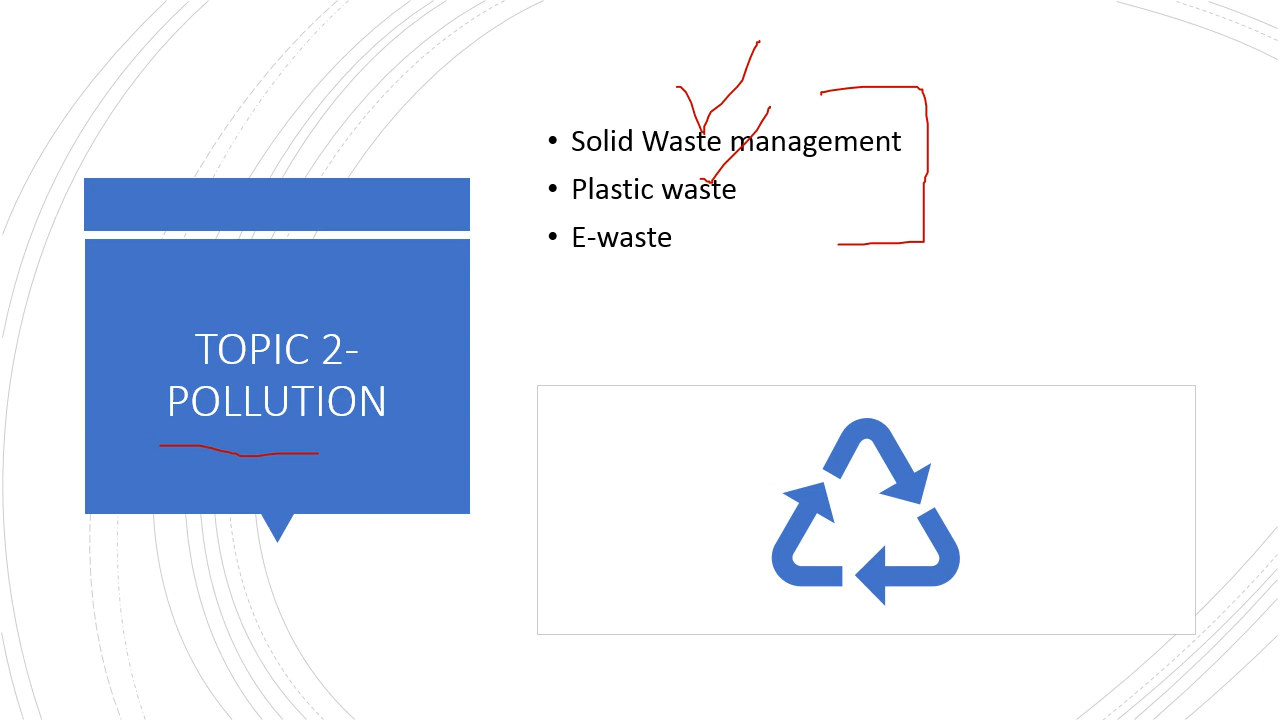 • Solid Waste management
• Plastic waste
• E-waste
TOPIC 2-
POLLUTION